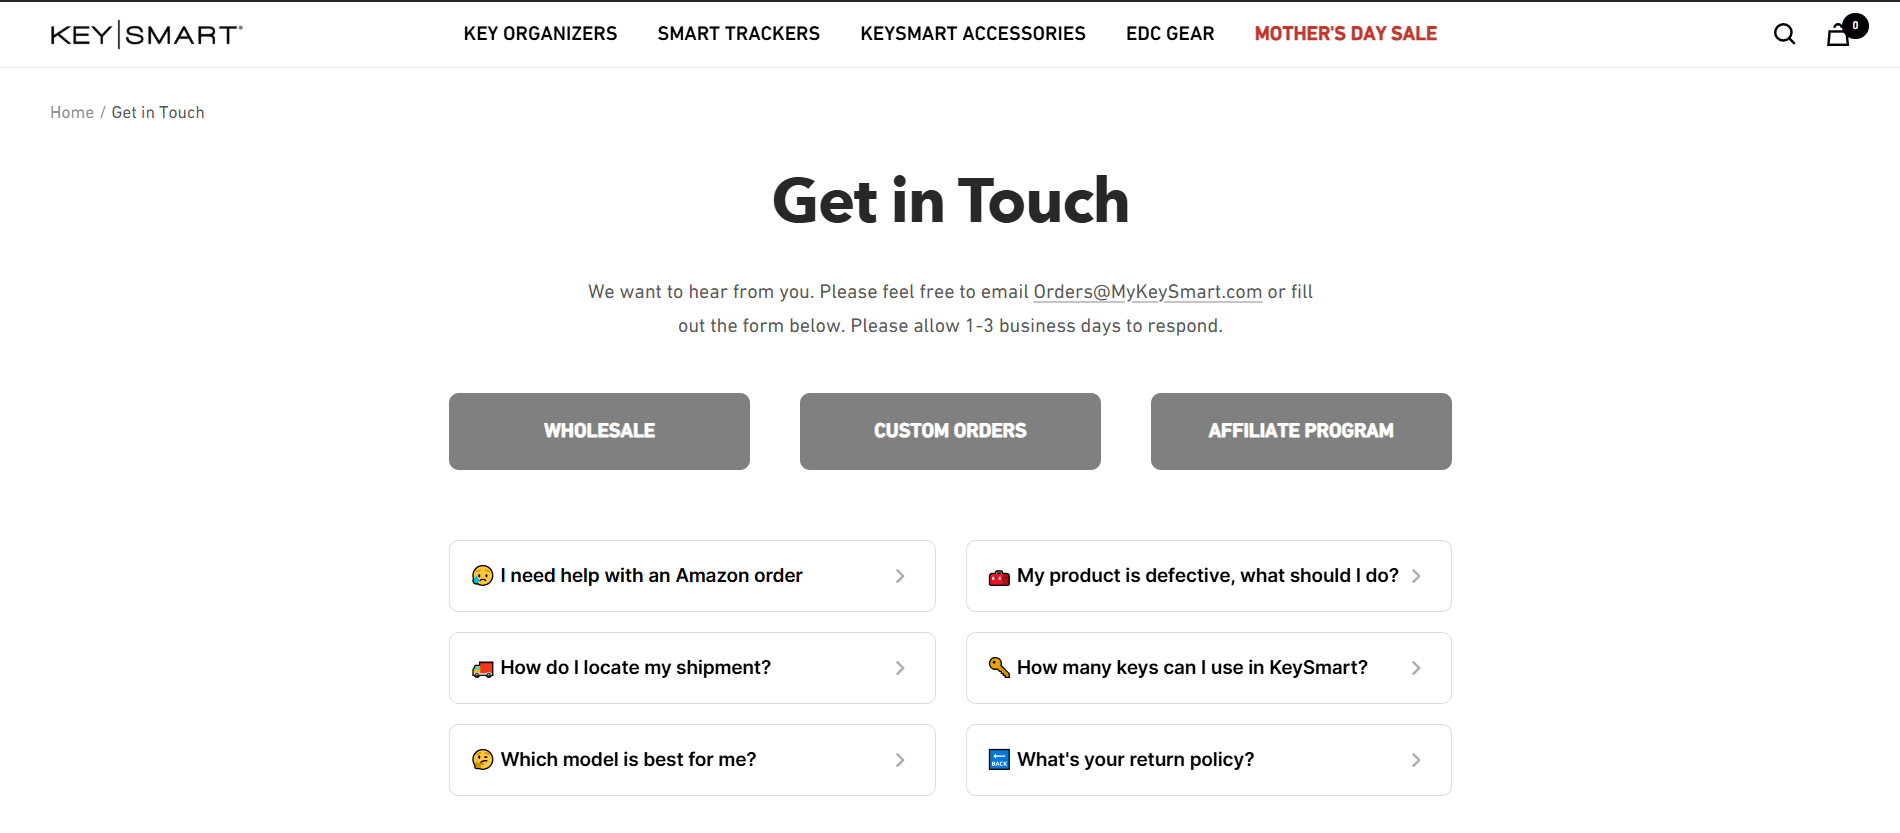 KEY|SMART®
KEY ORGANIZERS
SMART TRACKERS
KEYSMART ACCESSORIES
EDC GEAR
MOTHER'S DAY SALE
0
Home / Get in Touch
Get in Touch
We want to hear from you. Please feel free to email Orders@MyKeySmart.com or fill
out the form below. Please allow 1-3 business days to respond.
WHOLESALE
CUSTOM ORDERS
AFFILIATE PROGRAM
I need help with an Amazon order
My product is defective, what should I do?
How do I locate my shipment?
How many keys can I use in KeySmart?
Which model is best for me?
BACK
What's your return policy?